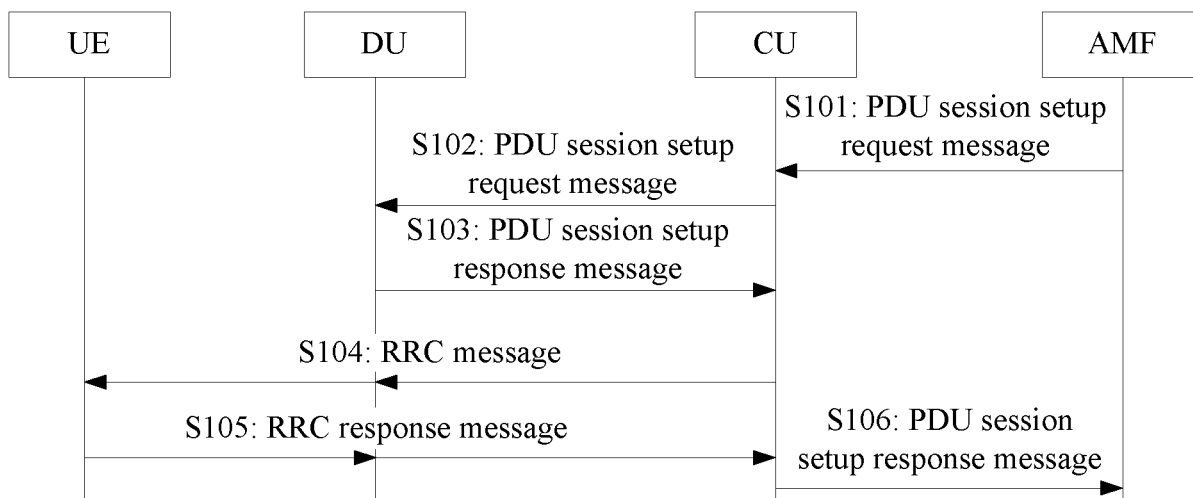 UE
DU
CU
AMF
S101: PDU session setup
request message
S102: PDU session setup
request message
S103: PDU session setup
response message
S104: RRC message
S105: RRC response message
S106: PDU session
setup response message